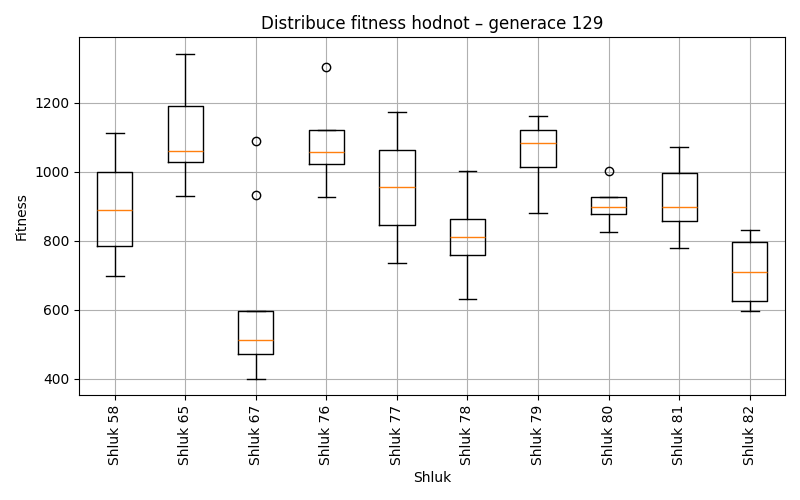 Distribuce fitness hodnot – generace 129
Fitness
1200
1000
800
600
400
Shluk 58
Shluk 65
Shluk 67
Shluk 76
Shluk 77
Shluk 78
Shluk 79
Shluk 80
Shluk 81
Shluk 82
Shluk